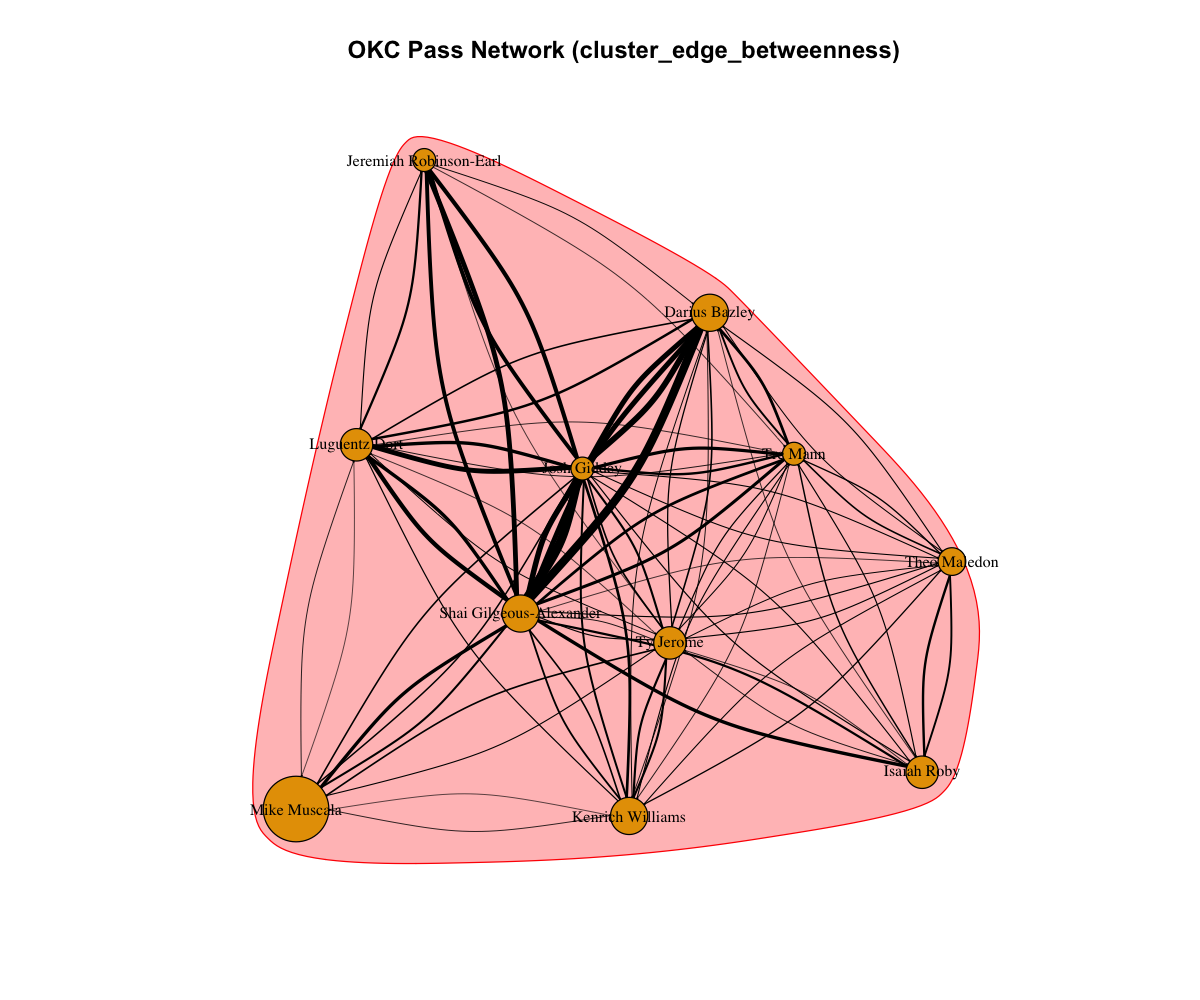 OKC Pass Network (cluster_edge_betweenness)
Jeremiah Robinson-Earl
Darius Bazley
Luguentz Dort
Tre Mann
Josh Giddey
Theo Maledon
Shai Gilgeous-Alexander
Ty Jerome
Isaiah Roby
Mike Muscala
Kenrich Williams